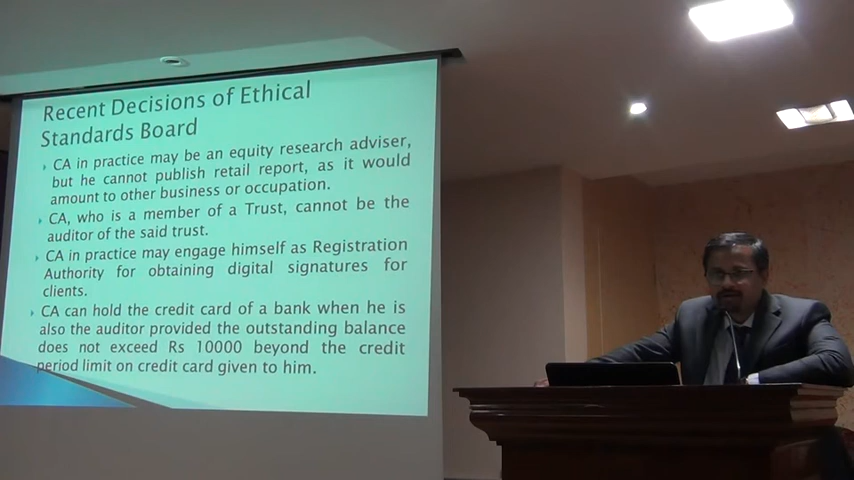 Recent Decisions of Ethical
Standards Board
CA in practice may be an equity research adviser,
but he cannot publish retail report, as it would
amount to other business or occupation.
CA, who is a member of a Trust, cannot be the
auditor of the said trust.
CA in practice may engage himself as Registration
Authority for obtaining digital signatures for
clients.
CA can hold the credit card of a bank when he is
also the auditor provided the outstanding balance
does not exceed Rs 10000 beyond the credit
period limit on credit card given to him.